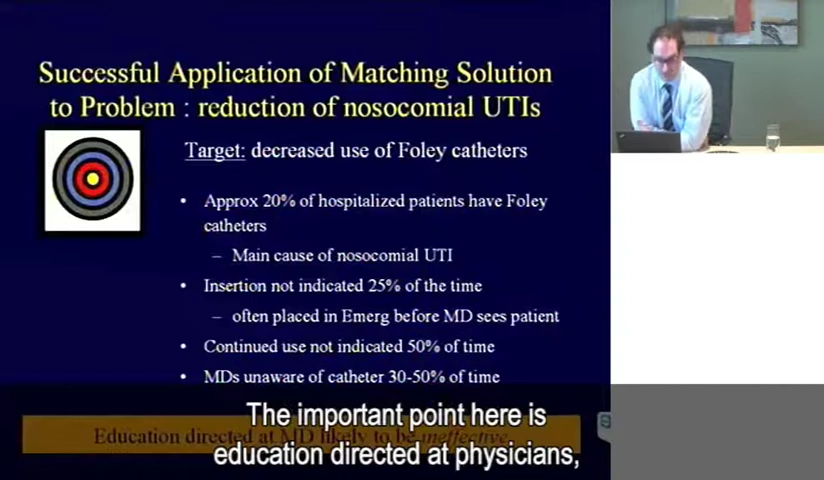 Successful Application of Matching Solution
to Problem : reduction of nosocomial UTIs
Target: decreased use of Foley catheters
• Approx 20% of hospitalized patients have Foley
catheters
– Main cause of nosocomial UTI
• Insertion not indicated 25% of the time
– often placed in Emerg before MD sees patient
• Continued use not indicated 50% of time
• MDs unaware of catheter 30-50% of time
Education directed at MD likely to be ineffective
The important point here is
education directed at physicians,